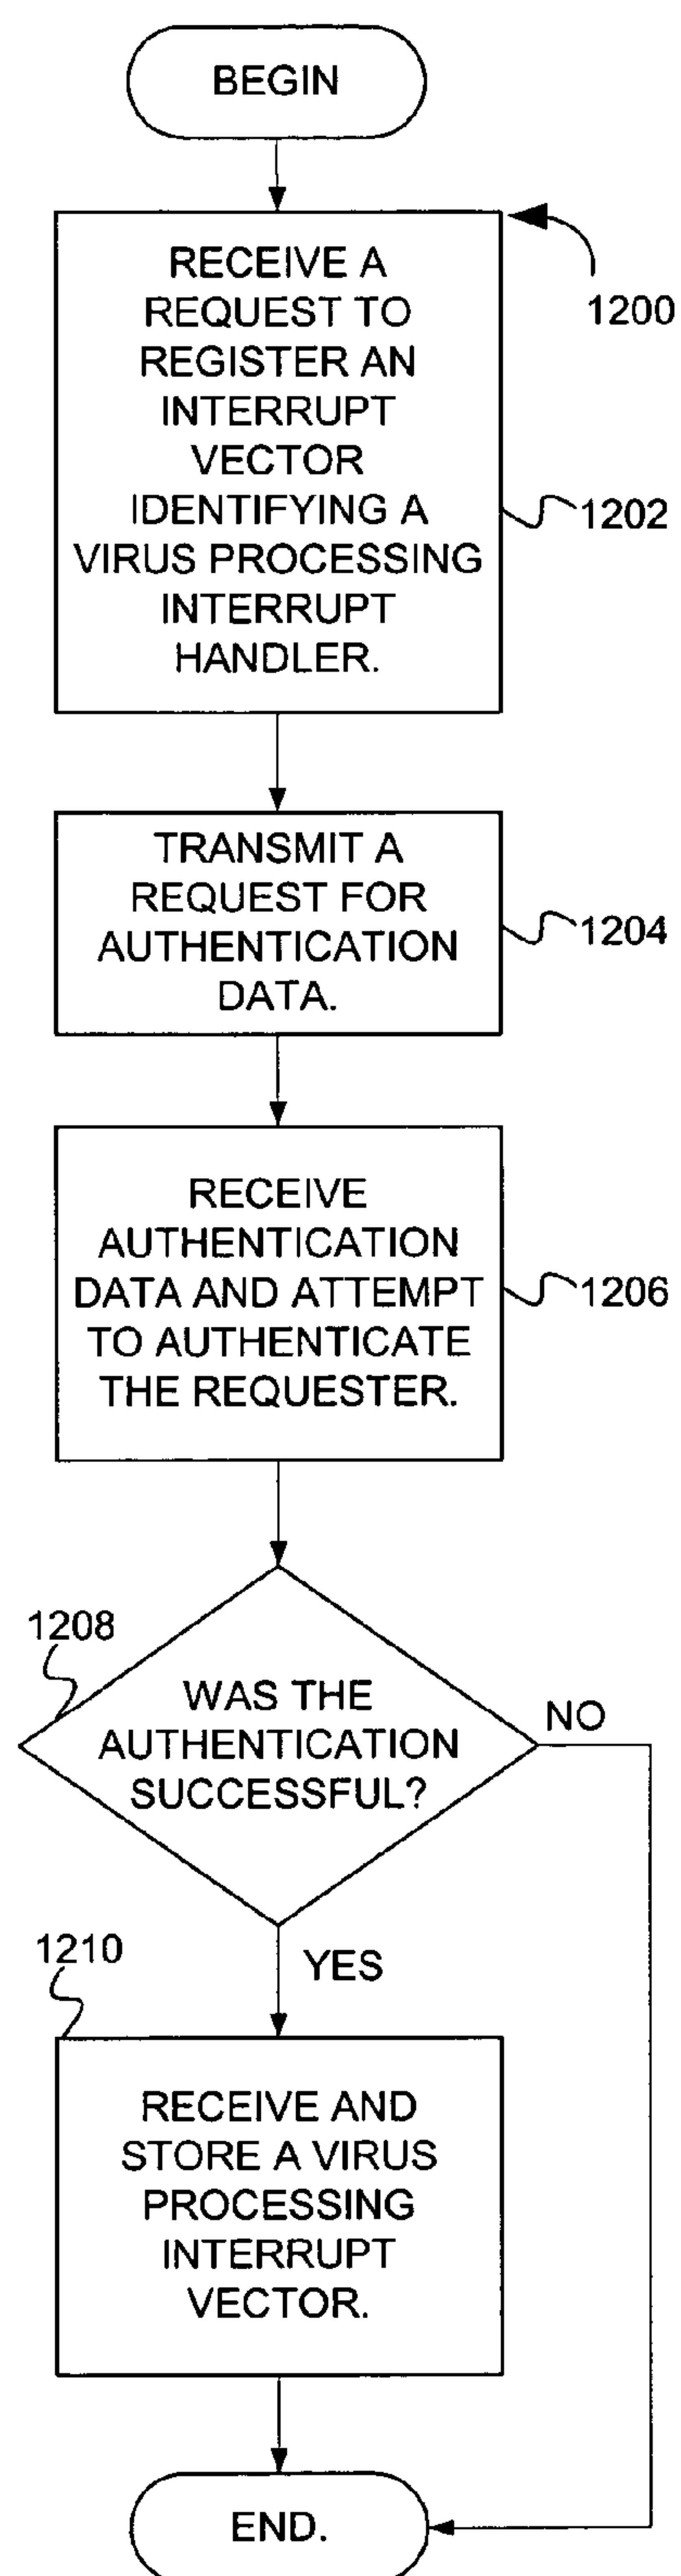 BEGIN
RECEIVE A
REQUEST TO
REGISTER AN
INTERRUPT
VECTOR
IDENTIFYING A
VIRUS PROCESSING
INTERRUPT
HANDLER.
1200
1202
TRANSMIT A
REQUEST FOR
AUTHENTICATION
DATA.
1204
RECEIVE
AUTHENTICATION
DATA AND ATTEMPT
TO AUTHENTICATE
THE REQUESTER.
1206
1208
WAS THE
AUTHENTICATION
SUCCESSFUL?
NO
YES
1210
RECEIVE AND
STORE A VIRUS
PROCESSING
INTERRUPT
VECTOR.
END.